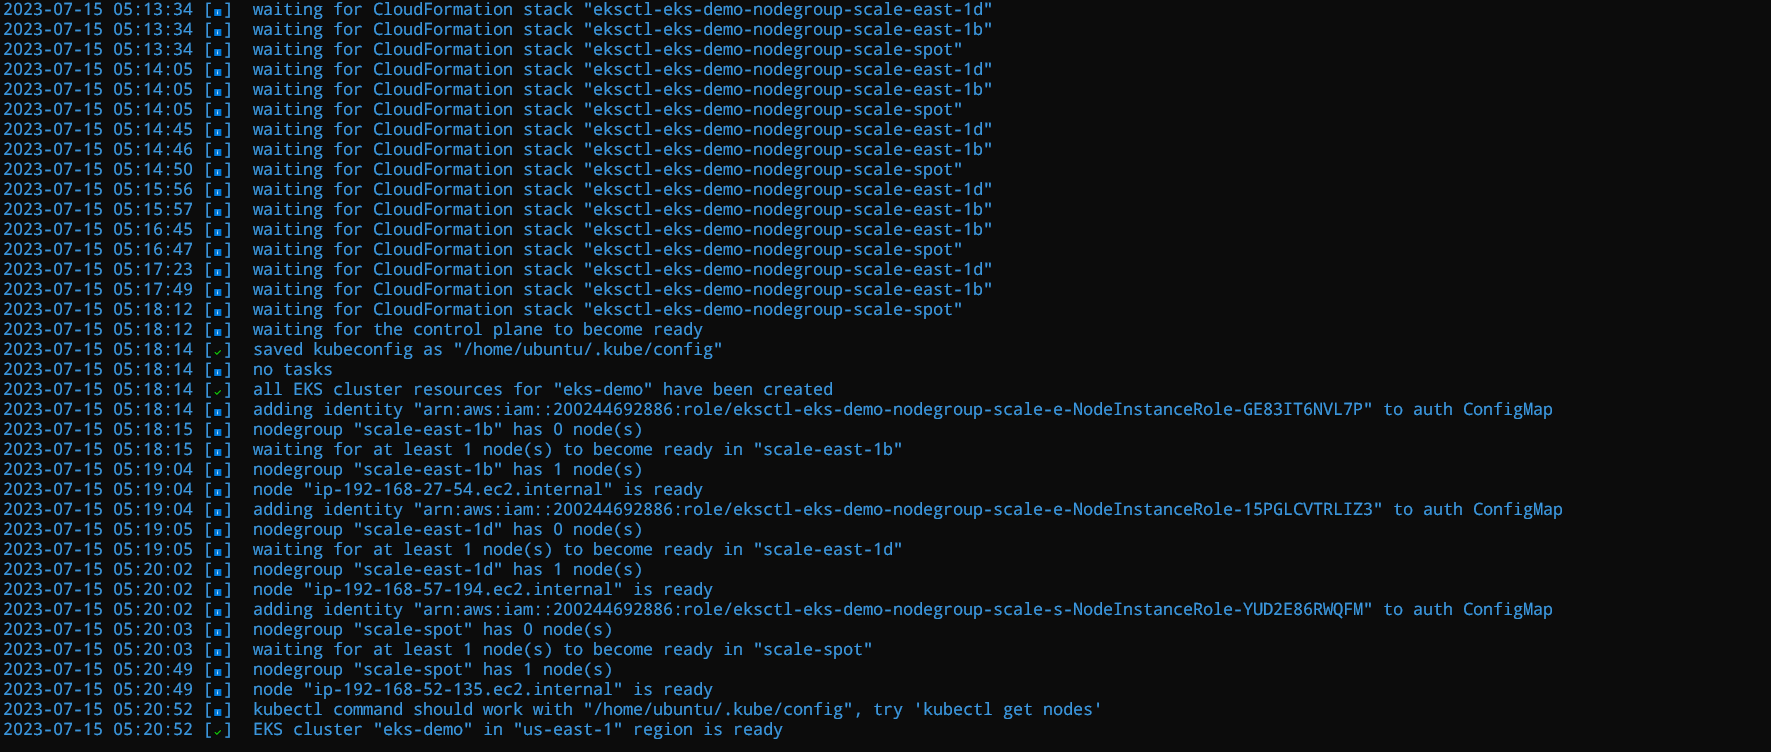 2023-07-15 05:13:34 [ℹ]  waiting for CloudFormation stack "eksctl-eks-demo-nodegroup-scale-east-1d"
2023-07-15 05:13:34 [ℹ]  waiting for CloudFormation stack "eksctl-eks-demo-nodegroup-scale-east-1b"
2023-07-15 05:13:34 [ℹ]  waiting for CloudFormation stack "eksctl-eks-demo-nodegroup-scale-spot"
2023-07-15 05:14:05 [ℹ]  waiting for CloudFormation stack "eksctl-eks-demo-nodegroup-scale-east-1d"
2023-07-15 05:14:05 [ℹ]  waiting for CloudFormation stack "eksctl-eks-demo-nodegroup-scale-east-1b"
2023-07-15 05:14:05 [ℹ]  waiting for CloudFormation stack "eksctl-eks-demo-nodegroup-scale-spot"
2023-07-15 05:14:45 [ℹ]  waiting for CloudFormation stack "eksctl-eks-demo-nodegroup-scale-east-1d"
2023-07-15 05:14:46 [ℹ]  waiting for CloudFormation stack "eksctl-eks-demo-nodegroup-scale-east-1b"
2023-07-15 05:14:50 [ℹ]  waiting for CloudFormation stack "eksctl-eks-demo-nodegroup-scale-spot"
2023-07-15 05:15:56 [ℹ]  waiting for CloudFormation stack "eksctl-eks-demo-nodegroup-scale-east-1d"
2023-07-15 05:15:57 [ℹ]  waiting for CloudFormation stack "eksctl-eks-demo-nodegroup-scale-east-1b"
2023-07-15 05:16:45 [ℹ]  waiting for CloudFormation stack "eksctl-eks-demo-nodegroup-scale-east-1b"
2023-07-15 05:16:47 [ℹ]  waiting for CloudFormation stack "eksctl-eks-demo-nodegroup-scale-spot"
2023-07-15 05:17:23 [ℹ]  waiting for CloudFormation stack "eksctl-eks-demo-nodegroup-scale-east-1d"
2023-07-15 05:17:49 [ℹ]  waiting for CloudFormation stack "eksctl-eks-demo-nodegroup-scale-east-1b"
2023-07-15 05:18:12 [ℹ]  waiting for CloudFormation stack "eksctl-eks-demo-nodegroup-scale-spot"
2023-07-15 05:18:12 [ℹ]  waiting for the control plane to become ready
2023-07-15 05:18:14 [✓]  saved kubeconfig as "/home/ubuntu/.kube/config"
2023-07-15 05:18:14 [ℹ]  no tasks
2023-07-15 05:18:14 [✓]  all EKS cluster resources for "eks-demo" have been created
2023-07-15 05:18:14 [ℹ]  adding identity "arn:aws:iam::200244692886:role/eksctl-eks-demo-nodegroup-scale-e-NodeInstanceRole-GE83IT6NVL7P" to auth ConfigMap
2023-07-15 05:18:15 [ℹ]  nodegroup "scale-east-1b" has 0 node(s)
2023-07-15 05:18:15 [ℹ]  waiting for at least 1 node(s) to become ready in "scale-east-1b"
2023-07-15 05:19:04 [ℹ]  nodegroup "scale-east-1b" has 1 node(s)
2023-07-15 05:19:04 [ℹ]  node "ip-192-168-27-54.ec2.internal" is ready
2023-07-15 05:19:04 [ℹ]  adding identity "arn:aws:iam::200244692886:role/eksctl-eks-demo-nodegroup-scale-e-NodeInstanceRole-15PGLCVTRLIZ3" to auth ConfigMap
2023-07-15 05:19:05 [ℹ]  nodegroup "scale-east-1d" has 0 node(s)
2023-07-15 05:19:05 [ℹ]  waiting for at least 1 node(s) to become ready in "scale-east-1d"
2023-07-15 05:20:02 [ℹ]  nodegroup "scale-east-1d" has 1 node(s)
2023-07-15 05:20:02 [ℹ]  node "ip-192-168-57-194.ec2.internal" is ready
2023-07-15 05:20:02 [ℹ]  adding identity "arn:aws:iam::200244692886:role/eksctl-eks-demo-nodegroup-scale-s-NodeInstanceRole-YUD2E86RWQFM" to auth ConfigMap
2023-07-15 05:20:03 [ℹ]  nodegroup "scale-spot" has 0 node(s)
2023-07-15 05:20:03 [ℹ]  waiting for at least 1 node(s) to become ready in "scale-spot"
2023-07-15 05:20:49 [ℹ]  nodegroup "scale-spot" has 1 node(s)
2023-07-15 05:20:49 [ℹ]  node "ip-192-168-52-135.ec2.internal" is ready
2023-07-15 05:20:52 [ℹ]  kubectl command should work with "/home/ubuntu/.kube/config", try 'kubectl get nodes'
2023-07-15 05:20:52 [✓]  EKS cluster "eks-demo" in "us-east-1" region is ready